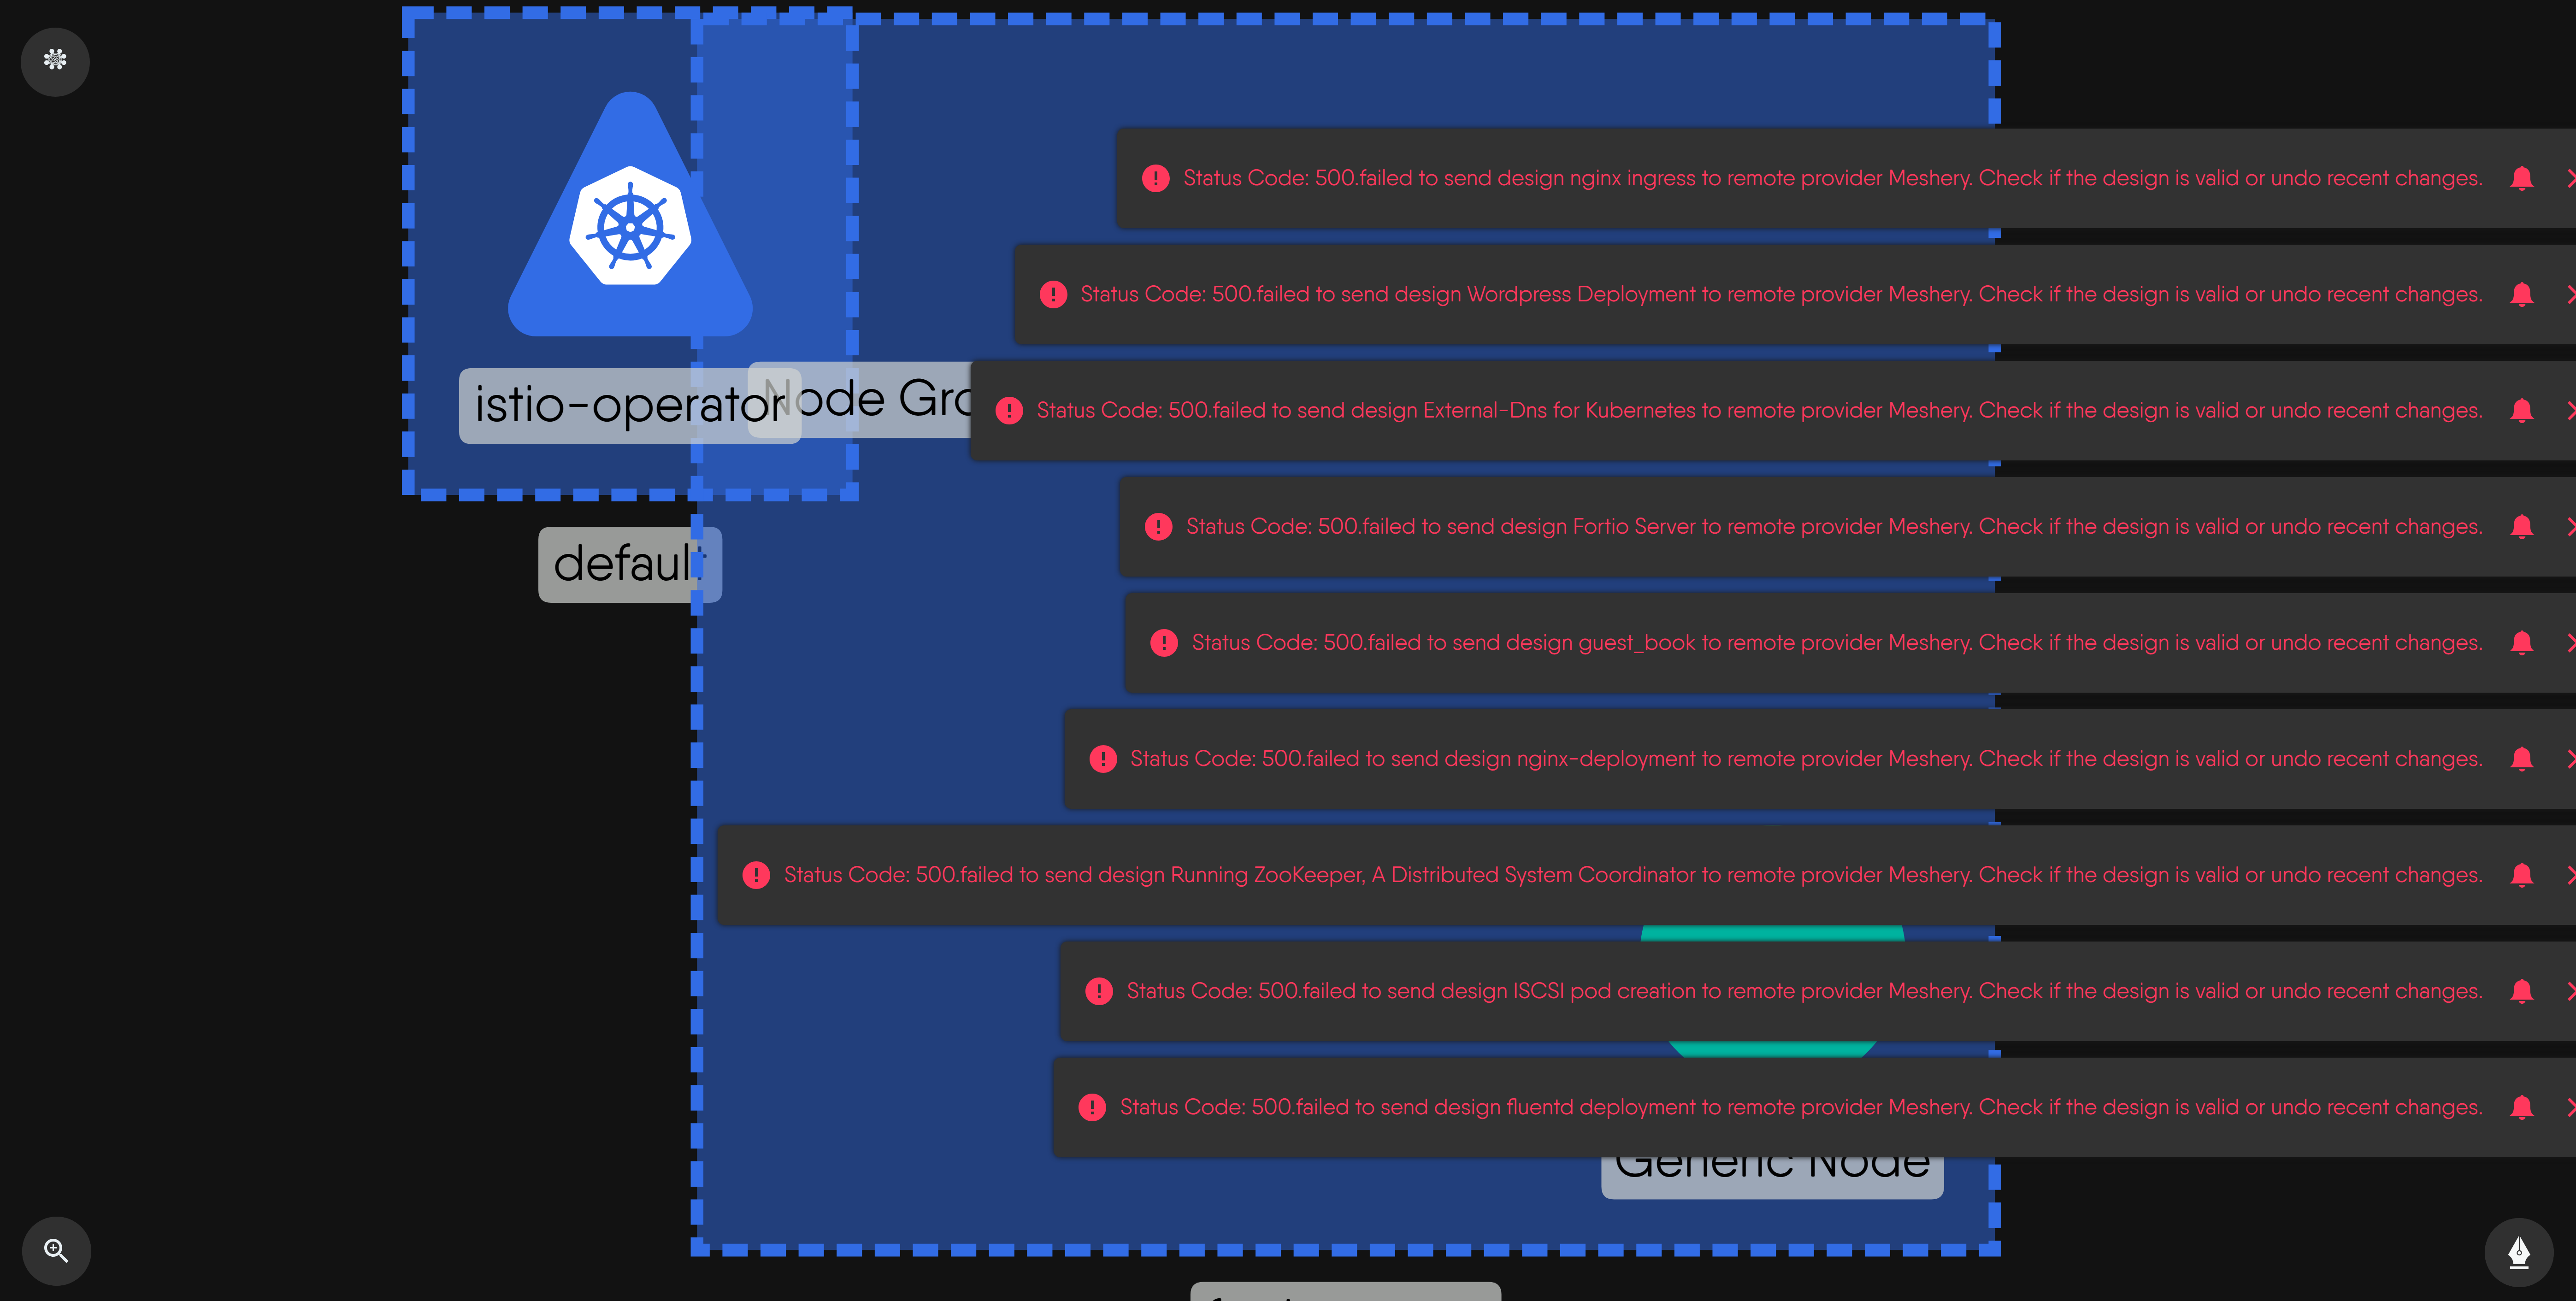 Status Code: 500.failed to send design nginx ingress to remote provider Meshery. Check if the design is valid or undo recent changes.
Status Code: 500.failed to send design Wordpress Deployment to remote provider Meshery. Check if the design is valid or undo recent changes.
istio-operator
Node Gro
Status Code: 500.failed to send design External-Dns for Kubernetes to remote provider Meshery. Check if the design is valid or undo recent changes.
Status Code: 500.failed to send design Fortio Server to remote provider Meshery. Check if the design is valid or undo recent changes.
default
Status Code: 500.failed to send design guest_book to remote provider Meshery. Check if the design is valid or undo recent changes.
Status Code: 500.failed to send design nginx-deployment to remote provider Meshery. Check if the design is valid or undo recent changes.
Status Code: 500.failed to send design Running ZooKeeper, A Distributed System Coordinator to remote provider Meshery. Check if the design is valid or undo recent changes.
Status Code: 500.failed to send design ISCSI pod creation to remote provider Meshery. Check if the design is valid or undo recent changes.
Status Code: 500.failed to send design fluentd deployment to remote provider Meshery. Check if the design is valid or undo recent changes.
Generic Node